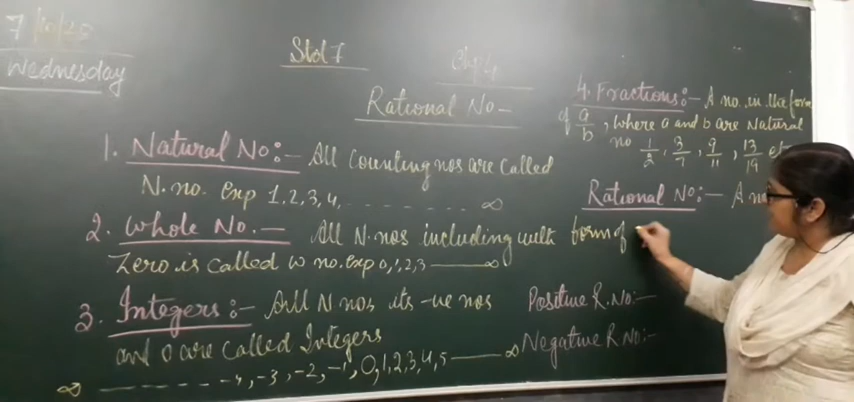 7/10/25
Wednesday
Std 7
Chp 4
Rational No -
1. Natural No:- All Counting nos are called
N. no. exp 1, 2, 3, 4, - - - - - - - - ∞
2. Whole No. - All N. nos including with
Zero is called W no. exp 0, 1, 2, 3 ——— ∞
3. Integers :- All N nos, its -ve nos
and 0 are called Integers
∞ - - - - - - - - -4, -3, -2, -1, 0, 1, 2, 3, 4, 5 ——— ∞
4. Fractions:- A no. in the form
of a/b, where a and b are Natural
no 1/2, 3/7, 9/11, 13/19
Rational No:- A
form of
Positive R. No:-
Negative R No:-